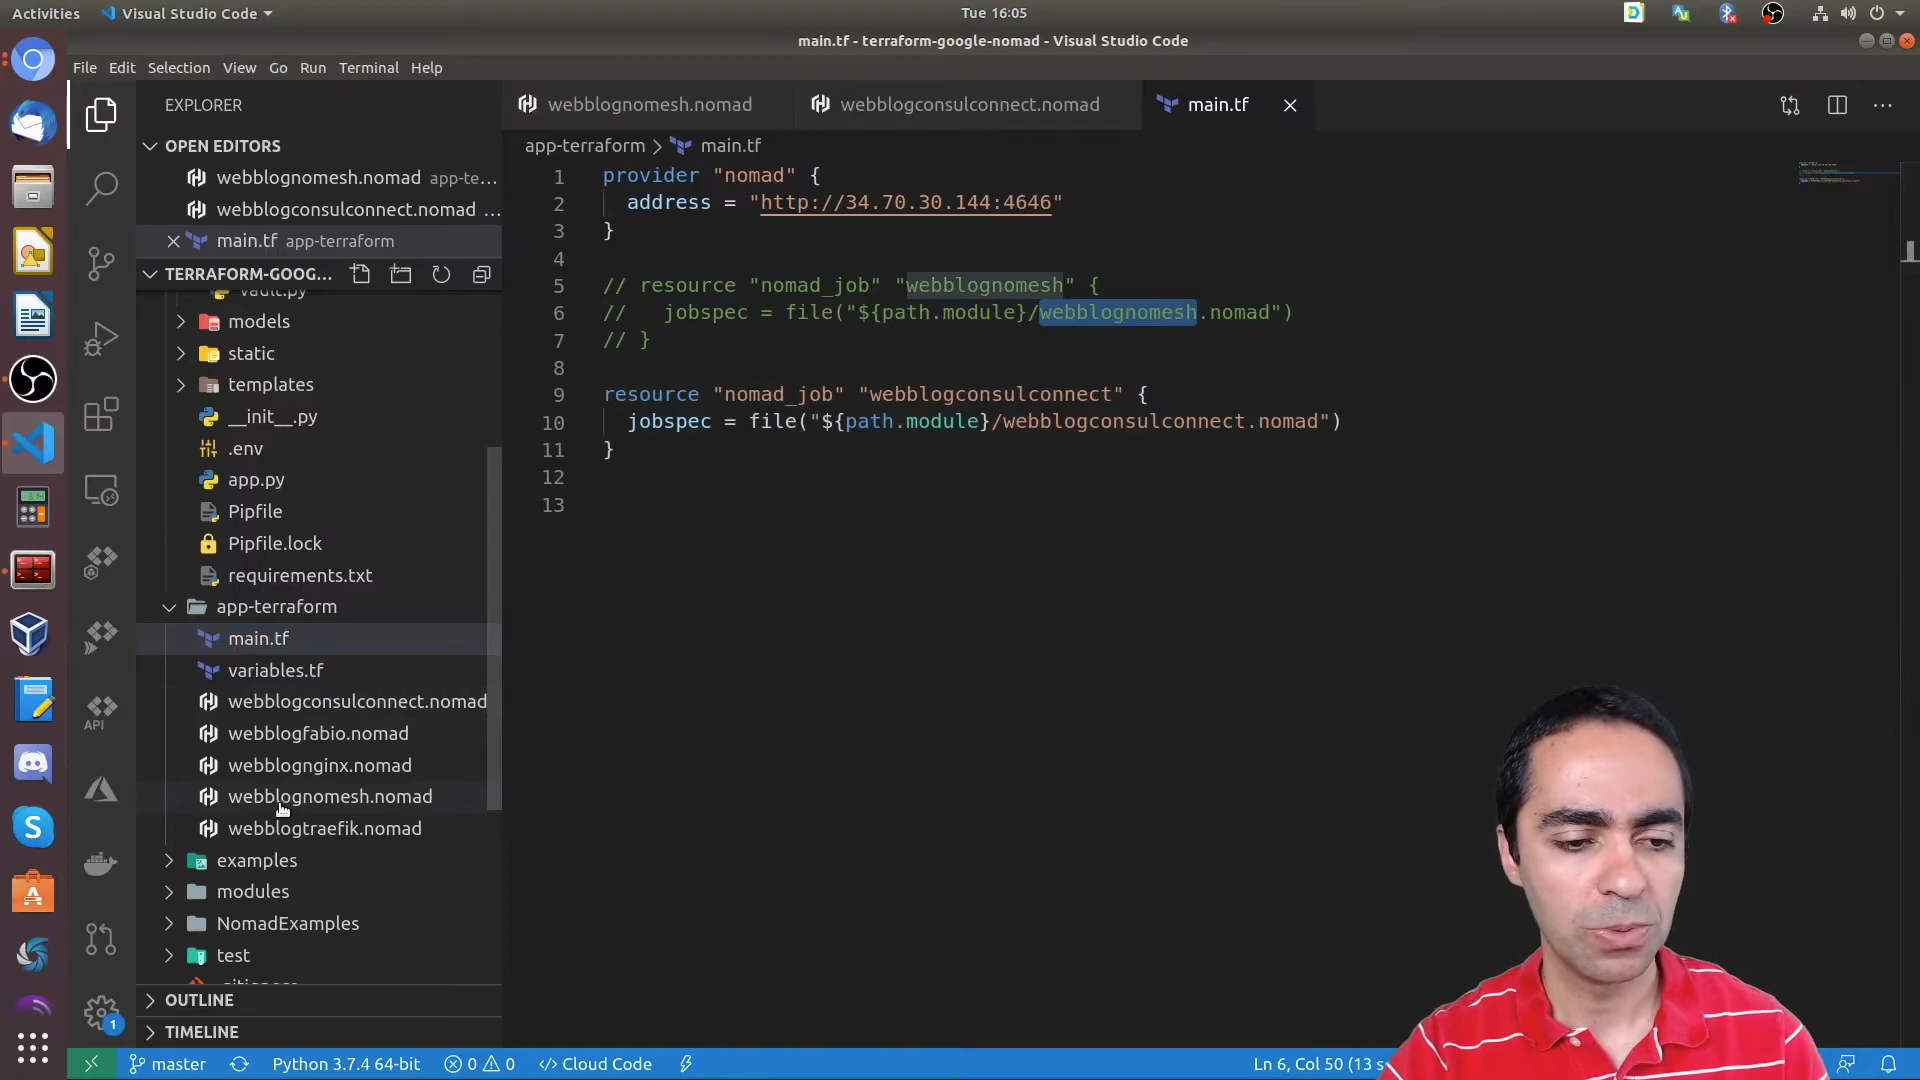 Activities Visual Studio Code Tue 16:05
main.tf - terraform-google-nomad - Visual Studio Code
File Edit Selection View Go Run Terminal Help
EXPLORER
OPEN EDITORS
webblognomesh.nomad app-te...
webblogconsulconnect.nomad ...
main.tf app-terraform
TERRAFORM-GOOG...
vault.py
models
static
templates
__init__.py
.env
app.py
Pipfile
Pipfile.lock
requirements.txt
app-terraform
main.tf
variables.tf
webblogconsulconnect.nomad
webblogfabio.nomad
webblognginx.nomad
webblognomesh.nomad
webblogtraefik.nomad
examples
modules
NomadExamples
test
OUTLINE
TIMELINE
API
1
webblognomesh.nomad webblogconsulconnect.nomad main.tf
app-terraform main.tf
1 provider "nomad" {
2 address = "http://34.70.30.144:4646"
3 }
4
5 // resource "nomad_job" "webblognomesh" {
6 // jobspec = file("${path.module}/webblognomesh.nomad")
7 // }
8
9 resource "nomad_job" "webblogconsulconnect" {
10 jobspec = file("${path.module}/webblogconsulconnect.nomad")
11 }
12
13
master Python 3.7.4 64-bit 0 0 Cloud Code Ln 6, Col 50 (13 s